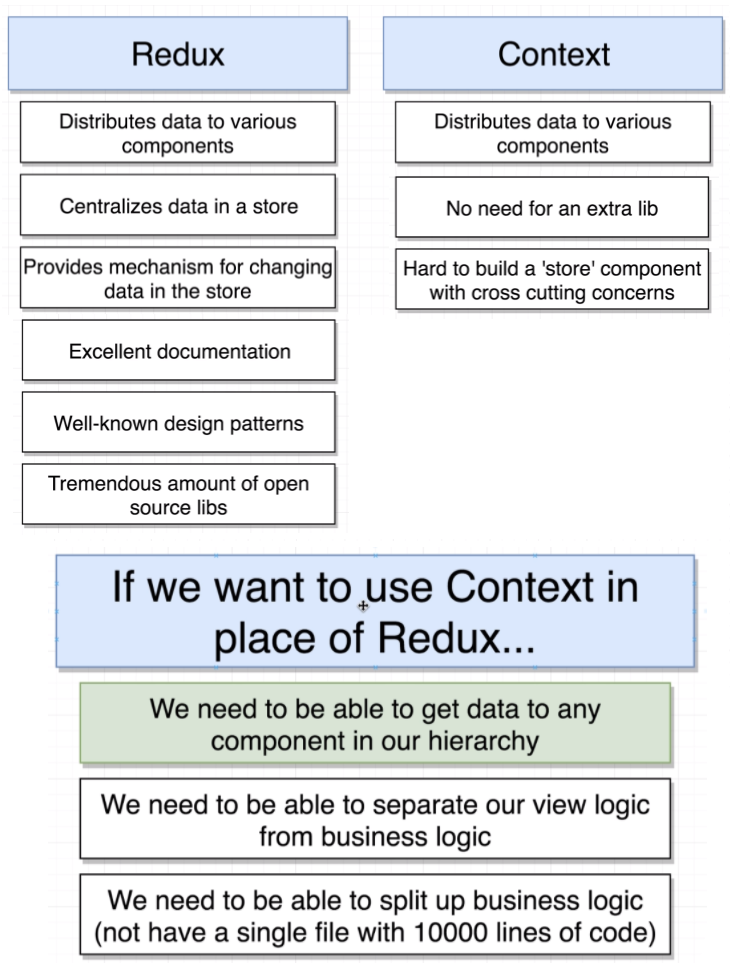 Redux
Distributes data to various
components
Centralizes data in a store
Provides mechanism for changing
data in the store
Excellent documentation
Well-known design patterns
Tremendous amount of open
source libs
Context
Distributes data to various
components
No need for an extra lib
Hard to build a 'store' component
with cross cutting concerns
If we want to use Context in
place of Redux...
We need to be able to get data to any
component in our hierarchy
We need to be able to separate our view logic
from business logic
We need to be able to split up business logic
(not have a single file with 10000 lines of code)